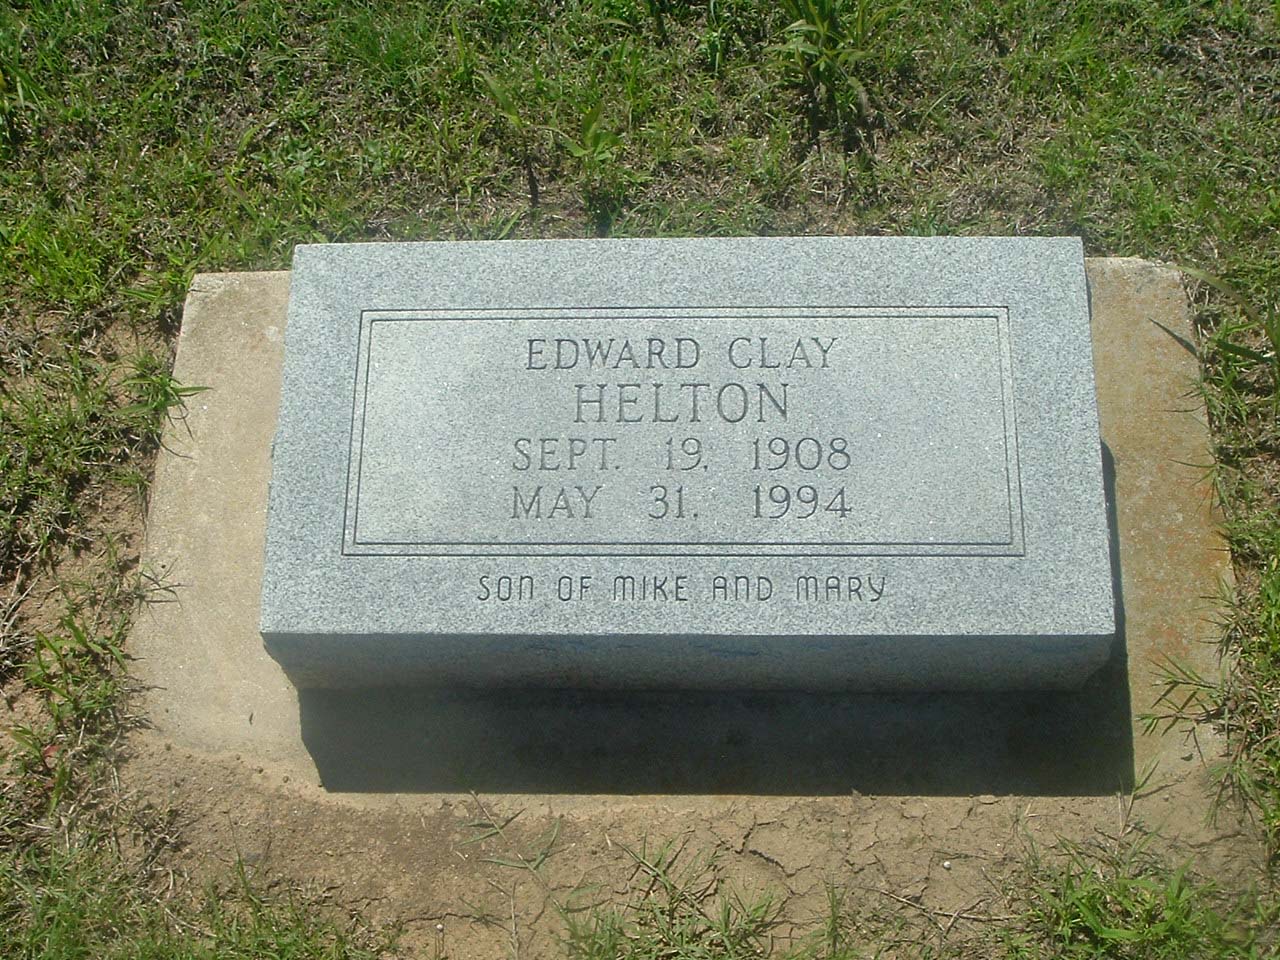 EDWARD CLAY
HELTON
SEPT. 19, 1908
MAY 31, 1994
SON OF MIKE AND MARY